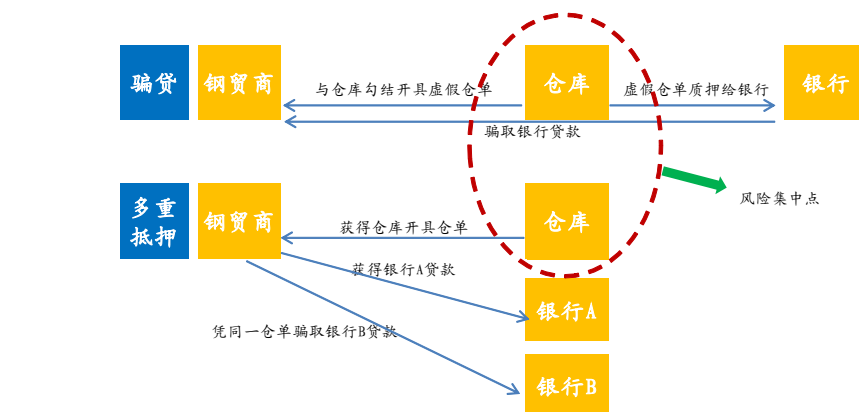 骗贷
钢贸商
与仓库勾结开具虚假仓单
仓库
虚假仓单质押给银行
银行
骗取银行贷款
风险集中点
多重
抵押
钢贸商
获得仓库开具仓单
仓库
获得银行A贷款
银行A
凭同一仓单骗取银行B贷款
银行B